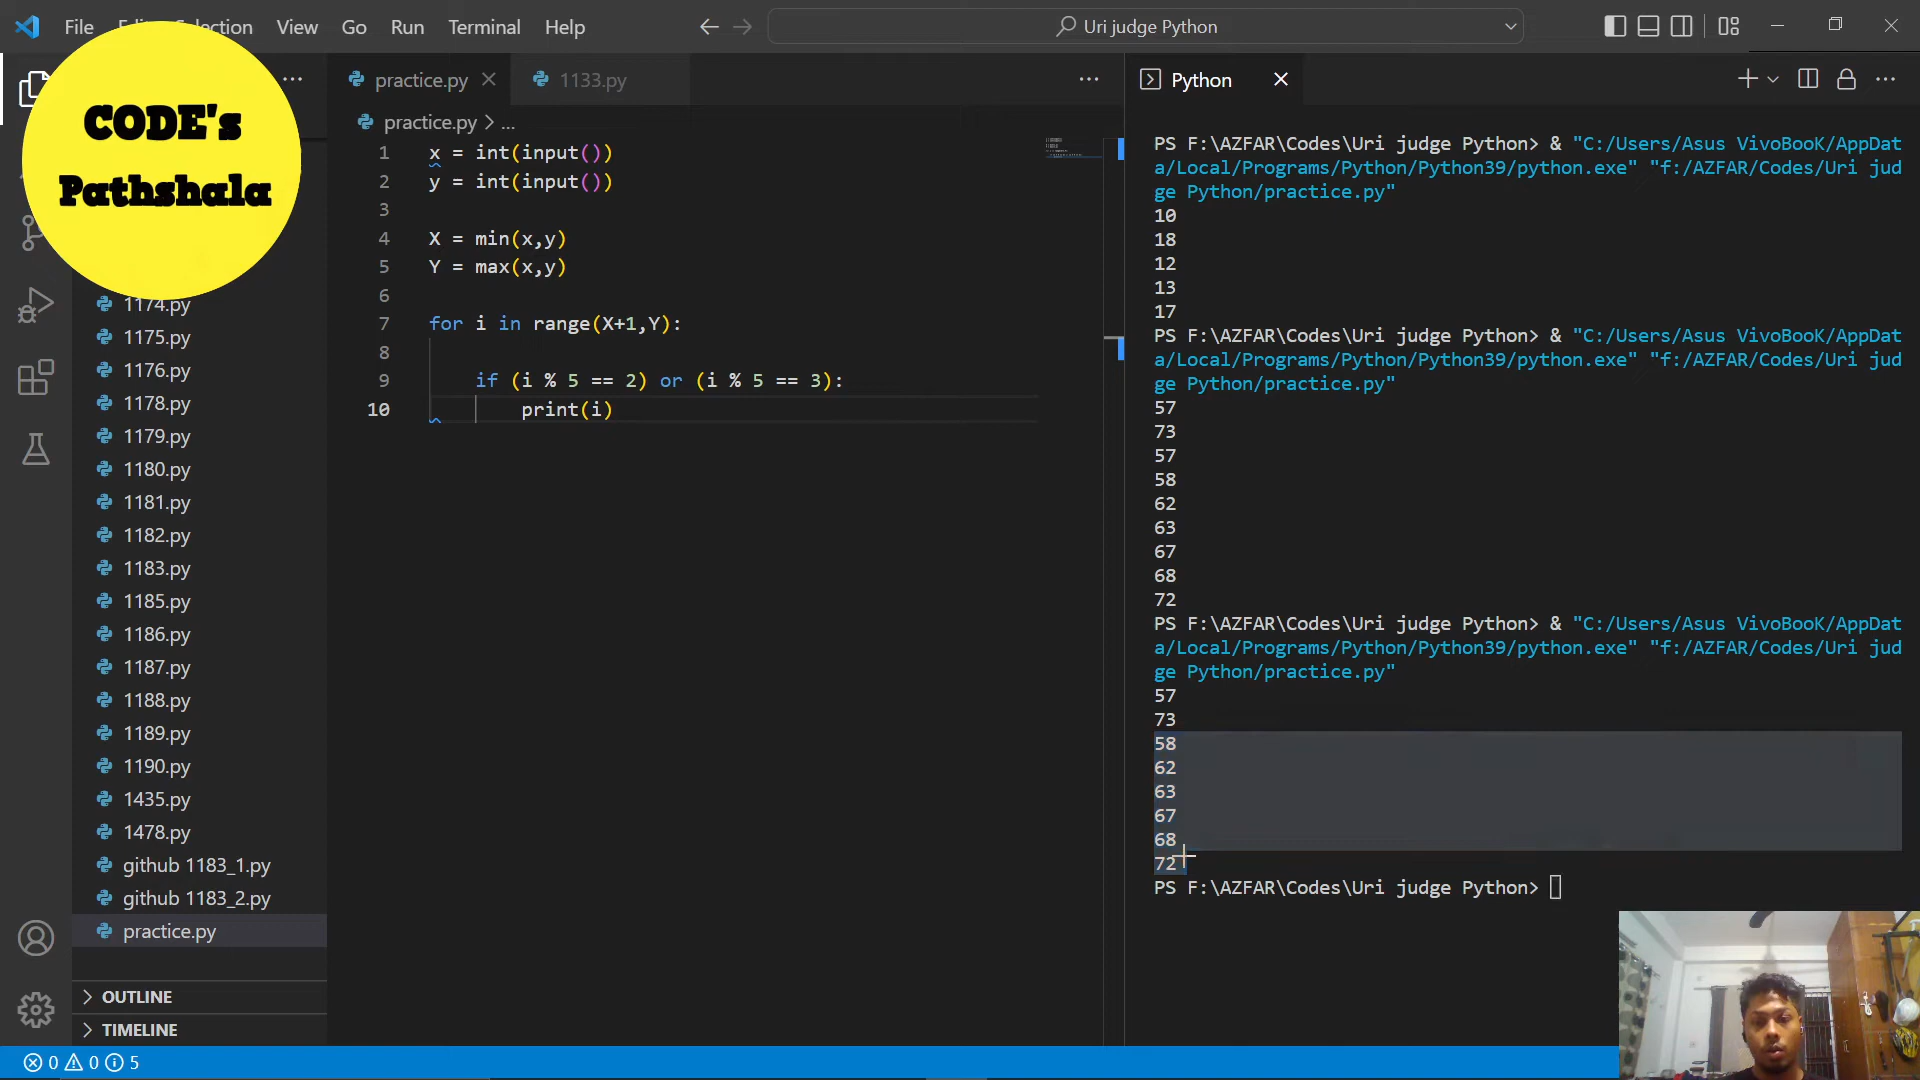 File Edit Selection View Go Run Terminal Help
Uri judge Python
CODE's
Pathshala
1174.py
1175.py
1176.py
1178.py
1179.py
1180.py
1181.py
1182.py
1183.py
1185.py
1186.py
1187.py
1188.py
1189.py
1190.py
1435.py
1478.py
github 1183_1.py
github 1183_2.py
practice.py
OUTLINE
TIMELINE
practice.py
1133.py
practice.py > ...
1 x = int(input())
2 y = int(input())
3
4 X = min(x,y)
5 Y = max(x,y)
6
7 for i in range(X+1,Y):
8
9 if (i % 5 == 2) or (i % 5 == 3):
10 print(i)
Python
PS F:\AZFAR\Codes\Uri judge Python> & "C:/Users/Asus VivoBooK/AppDat
a/Local/Programs/Python/Python39/python.exe" "f:/AZFAR/Codes/Uri jud
ge Python/practice.py"
10
18
12
13
17
PS F:\AZFAR\Codes\Uri judge Python> & "C:/Users/Asus VivoBooK/AppDat
a/Local/Programs/Python/Python39/python.exe" "f:/AZFAR/Codes/Uri jud
ge Python/practice.py"
57
73
57
58
62
63
67
68
72
PS F:\AZFAR\Codes\Uri judge Python> & "C:/Users/Asus VivoBooK/AppDat
a/Local/Programs/Python/Python39/python.exe" "f:/AZFAR/Codes/Uri jud
ge Python/practice.py"
57
73
58
62
63
67
68
72
PS F:\AZFAR\Codes\Uri judge Python>
0 0 5